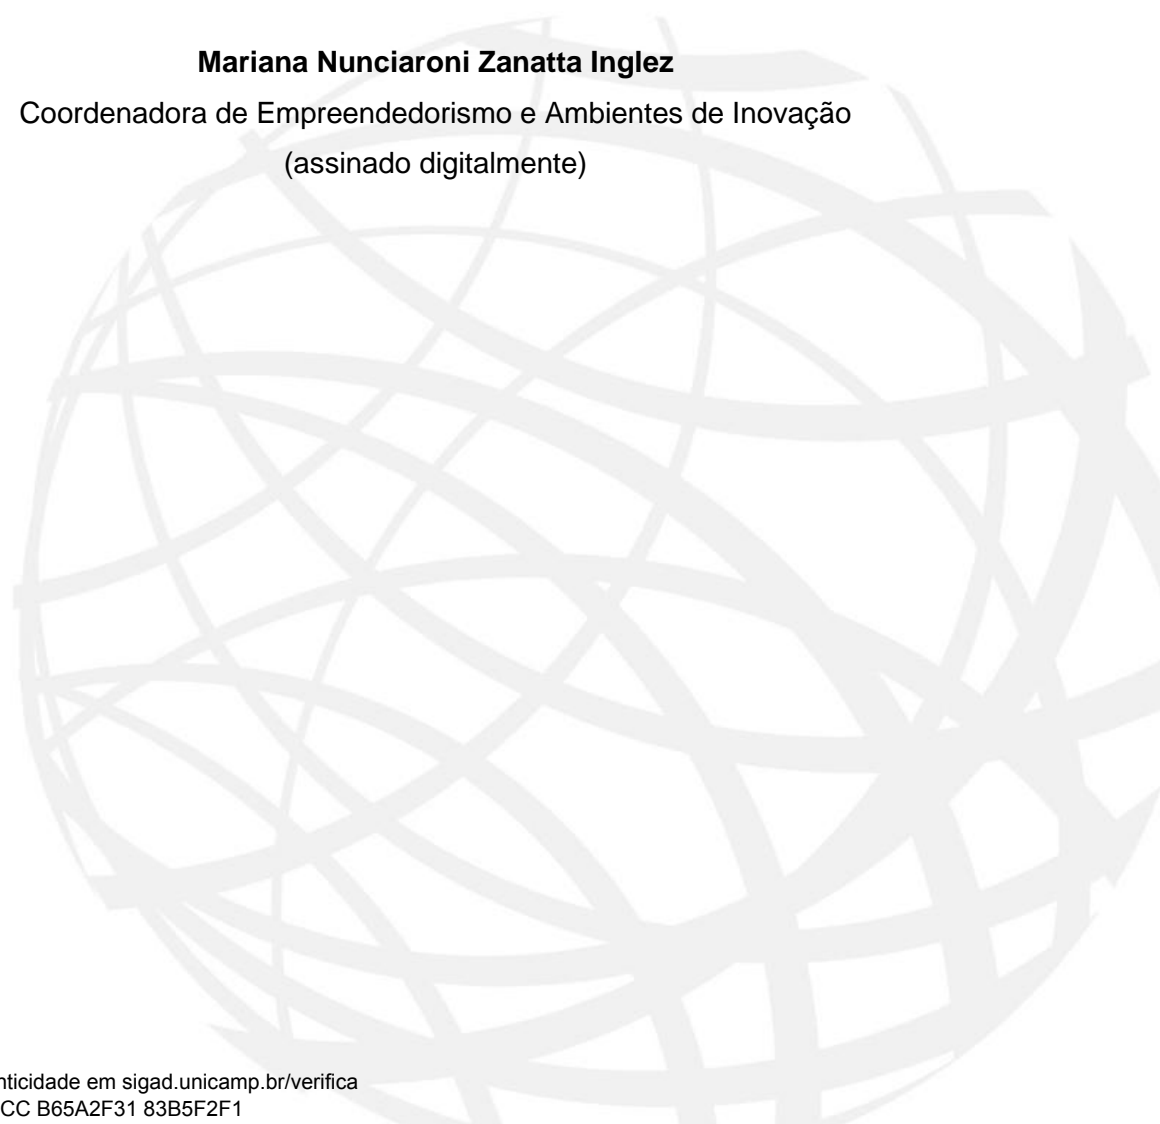 Mariana Nunciaroni Zanatta Inglez
Coordenadora de Empreendedorismo e Ambientes de Inovação
(assinado digitalmente)
nticidade em sigad.unicamp.br/verifica
CC B65A2F31 83B5F2F1